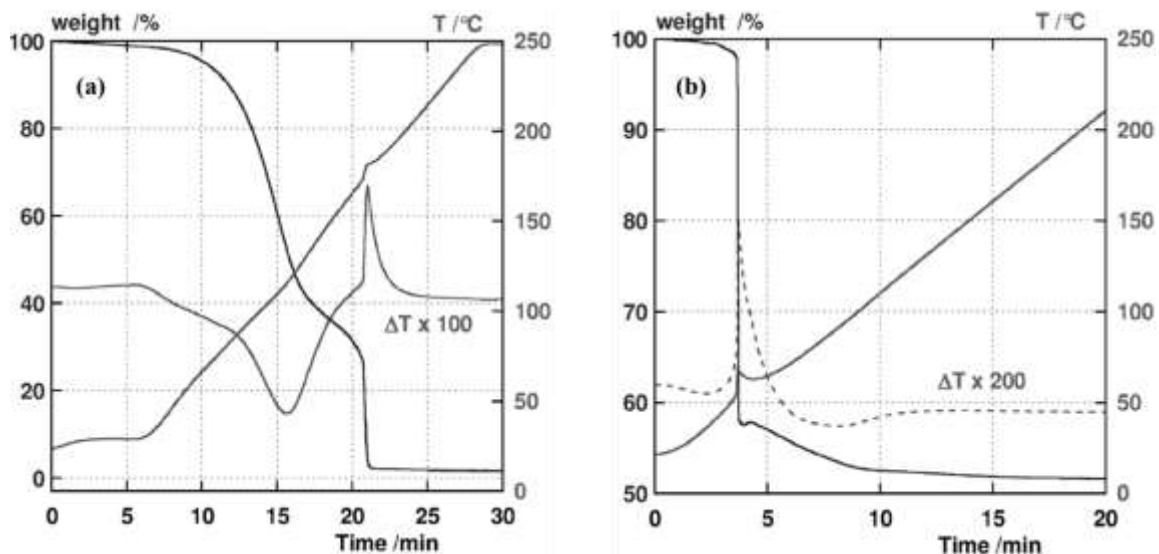 weight /% T /°C
100 250
(a)
80 200
60 150
40 100
ΔT x 100
20 50
0 0
0 5 10 15 20 25 30
Time /min
weight /% T /°C
100 250
(b)
90 200
80 150
70 100
ΔT x 200
60 50
50 0
0 5 10 15 20
Time /min